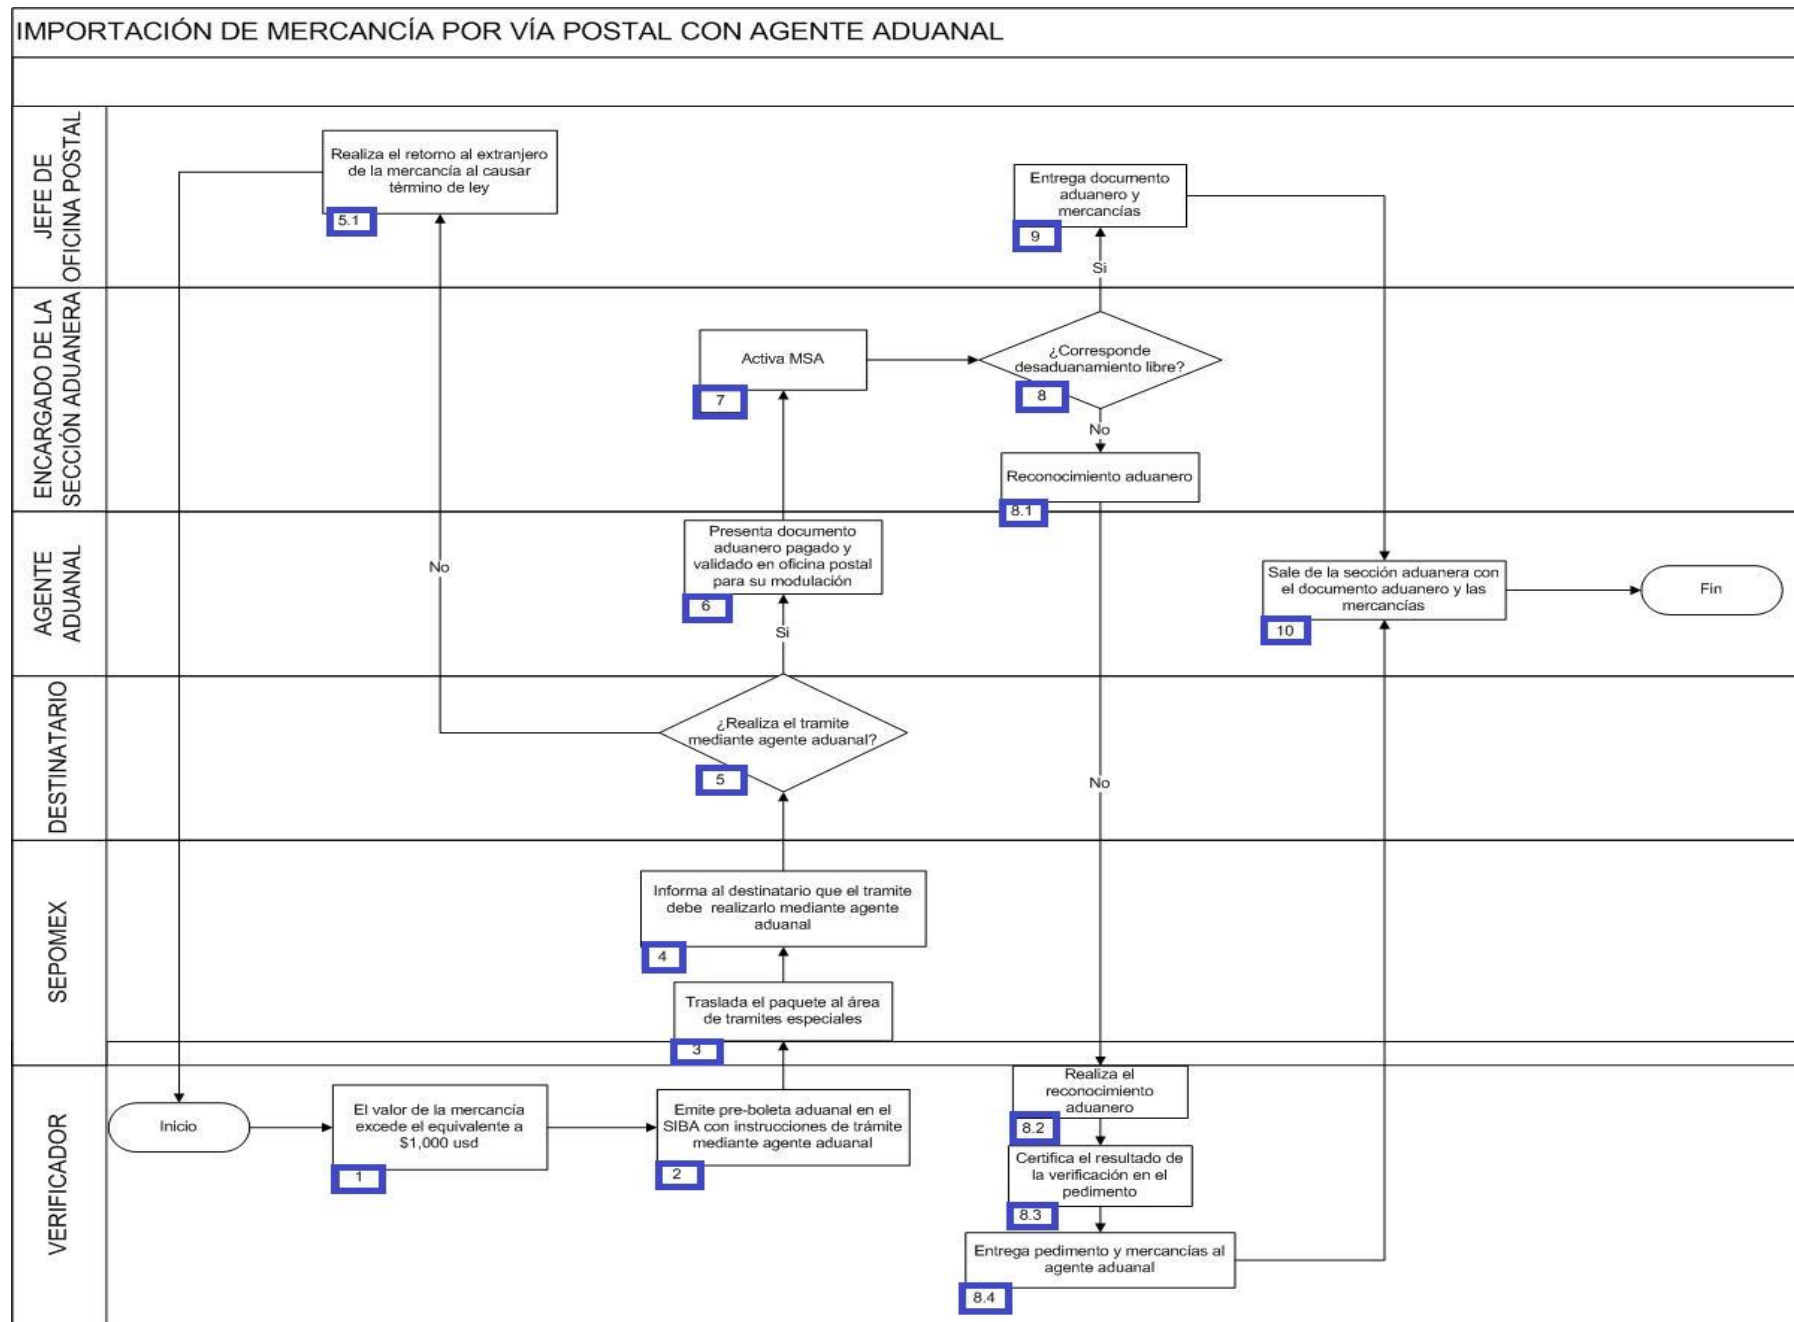 IMPORTACIÓN DE MERCANCÍA POR VÍA POSTAL CON AGENTE ADUANAL
JEFE DE
OFICINA POSTAL
Realiza el retorno al extranjero
de la mercancía al causar
término de ley
5.1
Entrega documento
aduanero y
mercancías
9
Si
ENCARGADO DE LA
SECCIÓN ADUANERA
Activa MSA
7
¿Corresponde
desaduanamiento libre?
8
No
Reconocimiento aduanero
8.1
AGENTE
ADUANAL
No
Presenta documento
aduanero pagado y
validado en oficina postal
para su modulación
6
Si
Sale de la sección aduanera con
el documento aduanero y las
mercancías
10
Fin
DESTINATARIO
¿Realiza el tramite
mediante agente aduanal?
5
No
SEPOMEX
Informa al destinatario que el tramite
debe realizarlo mediante agente
aduanal
4
Traslada el paquete al área
de tramites especiales
3
VERIFICADOR
Inicio
El valor de la mercancía
excede el equivalente a
$1,000 usd
1
Emite pre-boleta aduanal en el
SIBA con instrucciones de trámite
mediante agente aduanal
2
Realiza el
reconocimiento
aduanero
8.2
Certifica el resultado de
la verificación en el
pedimento
8.3
Entrega pedimento y mercancías al
agente aduanal
8.4